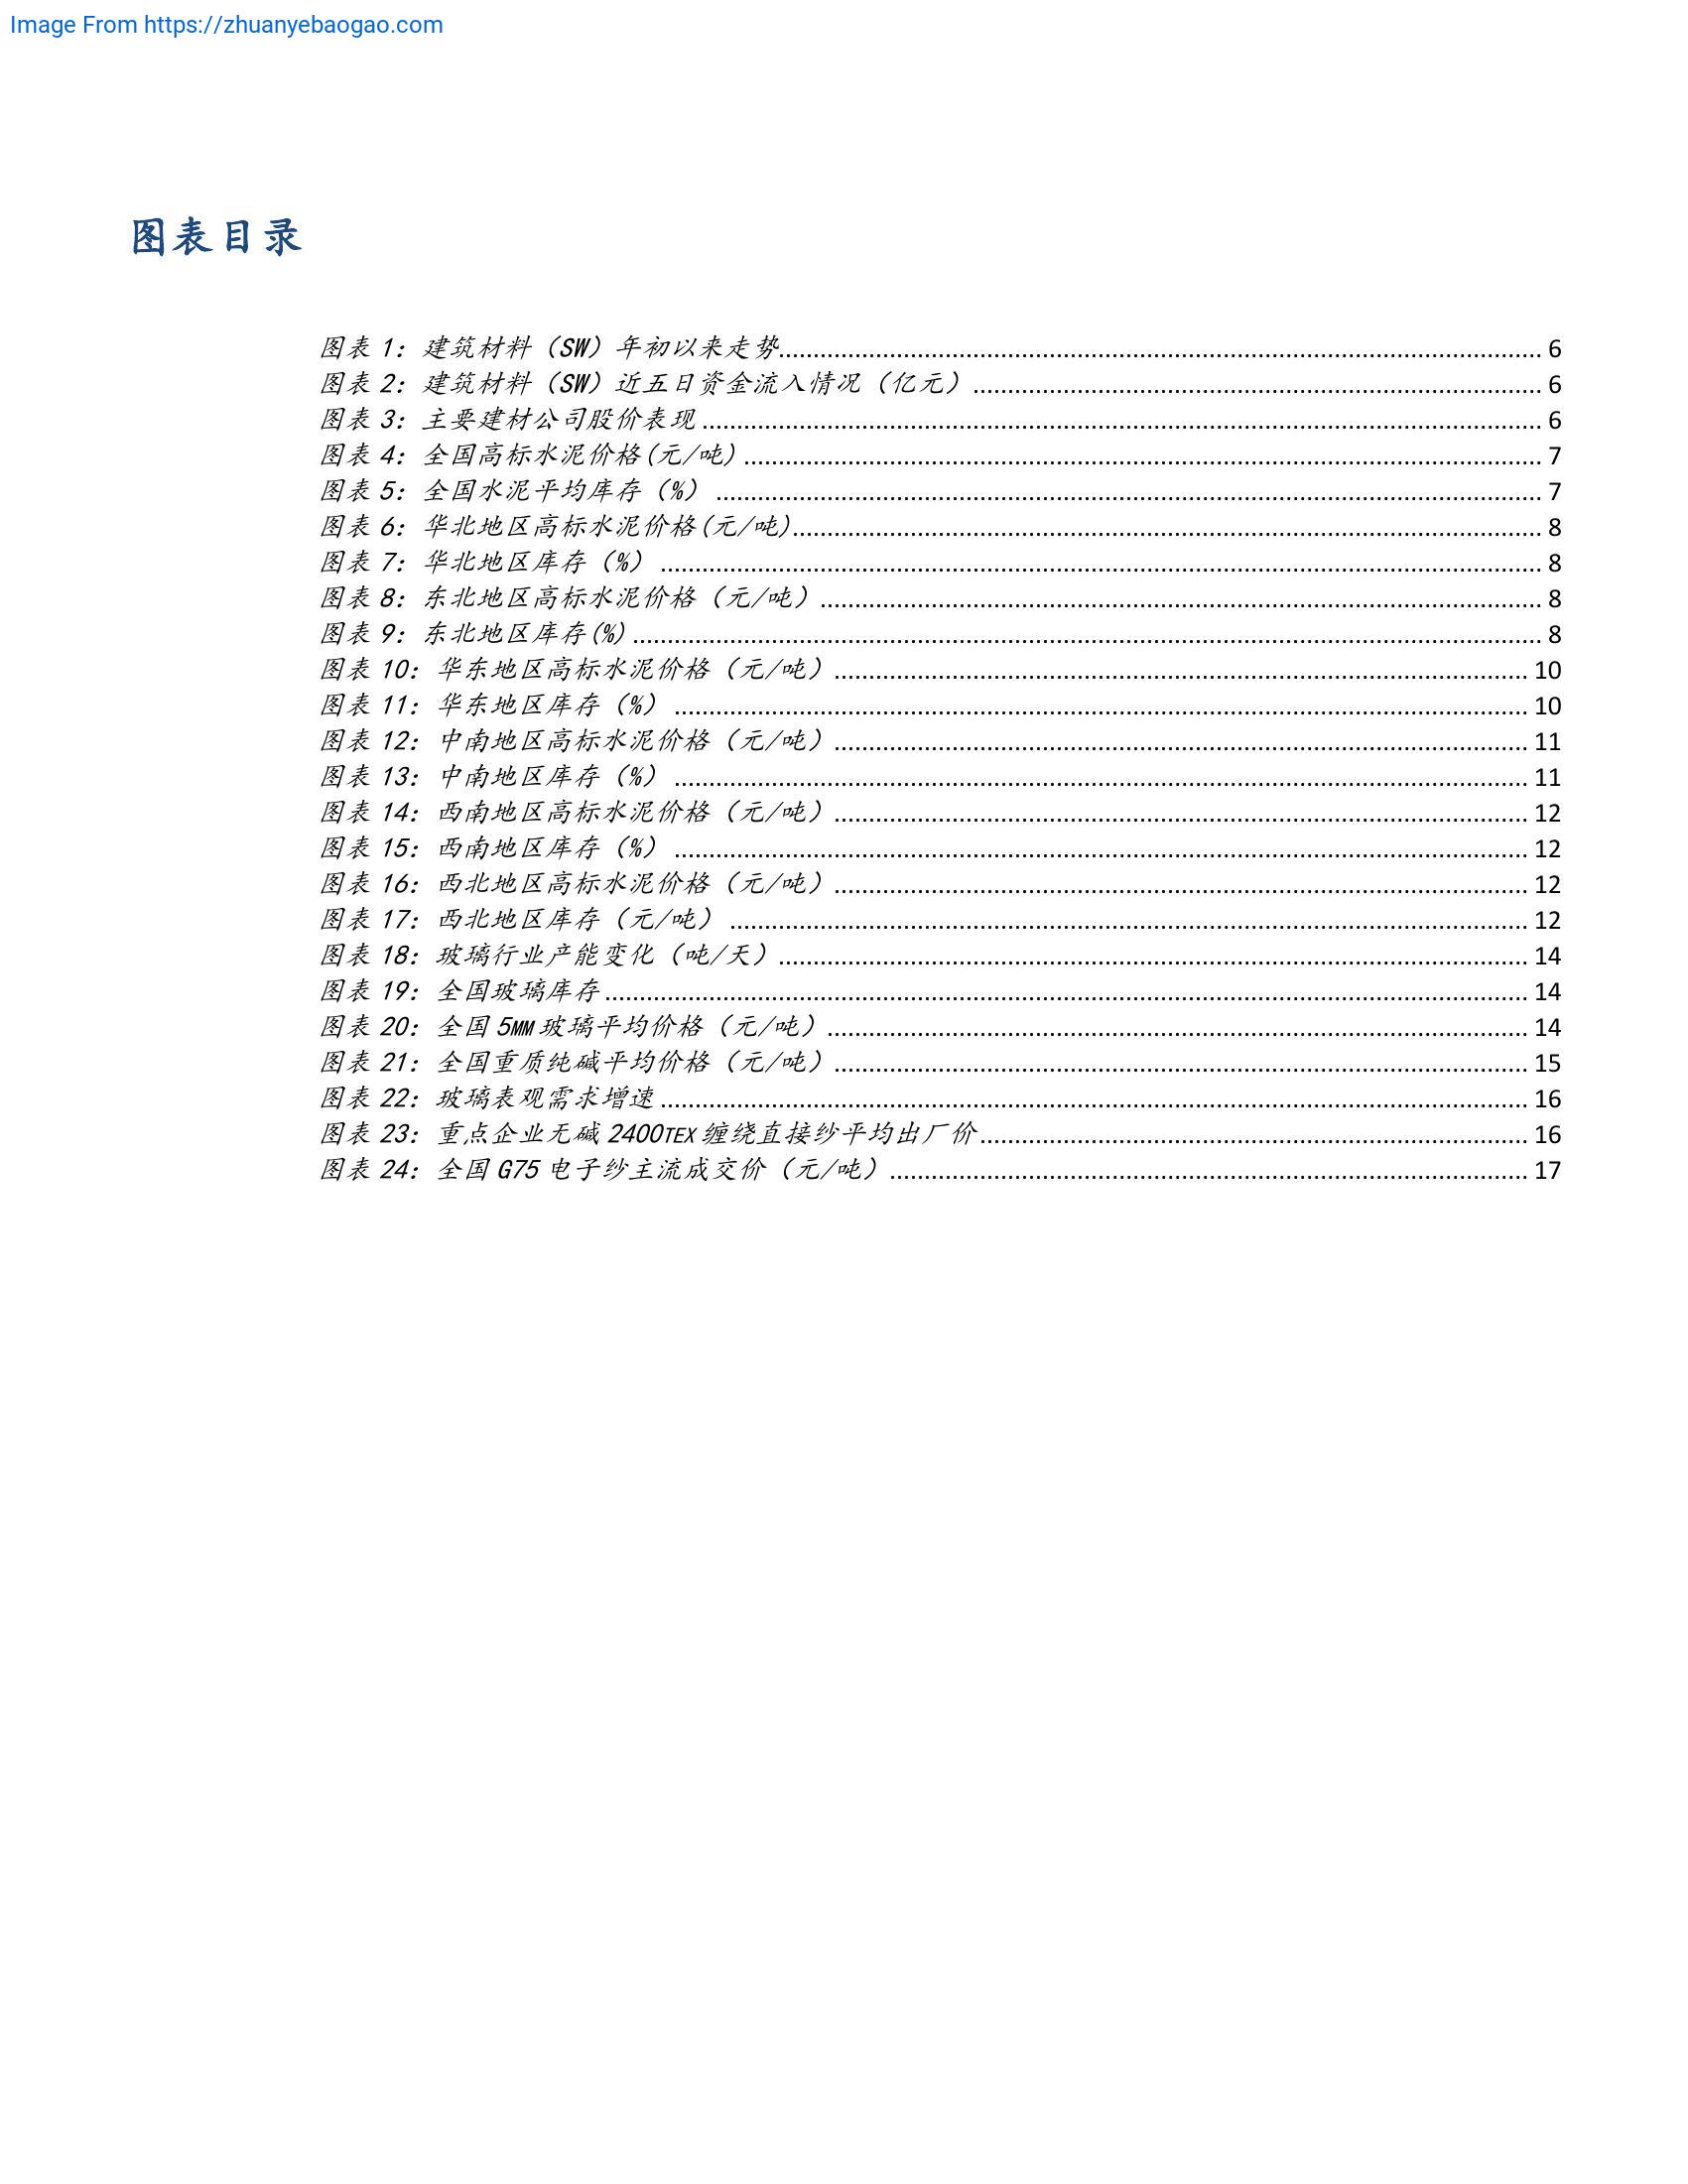 Image From https://zhuanyebaogao.com
图表目录
图表 1：建筑材料（SW）年初以来走势 6
图表 2：建筑材料（SW）近五日资金流入情况（亿元） 6
图表 3：主要建材公司股价表现 6
图表 4：全国高标水泥价格(元/吨) 7
图表 5：全国水泥平均库存（%） 7
图表 6：华北地区高标水泥价格(元/吨) 8
图表 7：华北地区库存（%） 8
图表 8：东北地区高标水泥价格（元/吨） 8
图表 9：东北地区库存(%) 8
图表 10：华东地区高标水泥价格（元/吨） 10
图表 11：华东地区库存（%） 10
图表 12：中南地区高标水泥价格（元/吨） 11
图表 13：中南地区库存（%） 11
图表 14：西南地区高标水泥价格（元/吨） 12
图表 15：西南地区库存（%） 12
图表 16：西北地区高标水泥价格（元/吨） 12
图表 17：西北地区库存（元/吨） 12
图表 18：玻璃行业产能变化（吨/天） 14
图表 19：全国玻璃库存 14
图表 20：全国 5MM 玻璃平均价格（元/吨） 14
图表 21：全国重质纯碱平均价格（元/吨） 15
图表 22：玻璃表观需求增速 16
图表 23：重点企业无碱 2400TEX 缠绕直接纱平均出厂价 16
图表 24：全国 G75 电子纱主流成交价（元/吨） 17